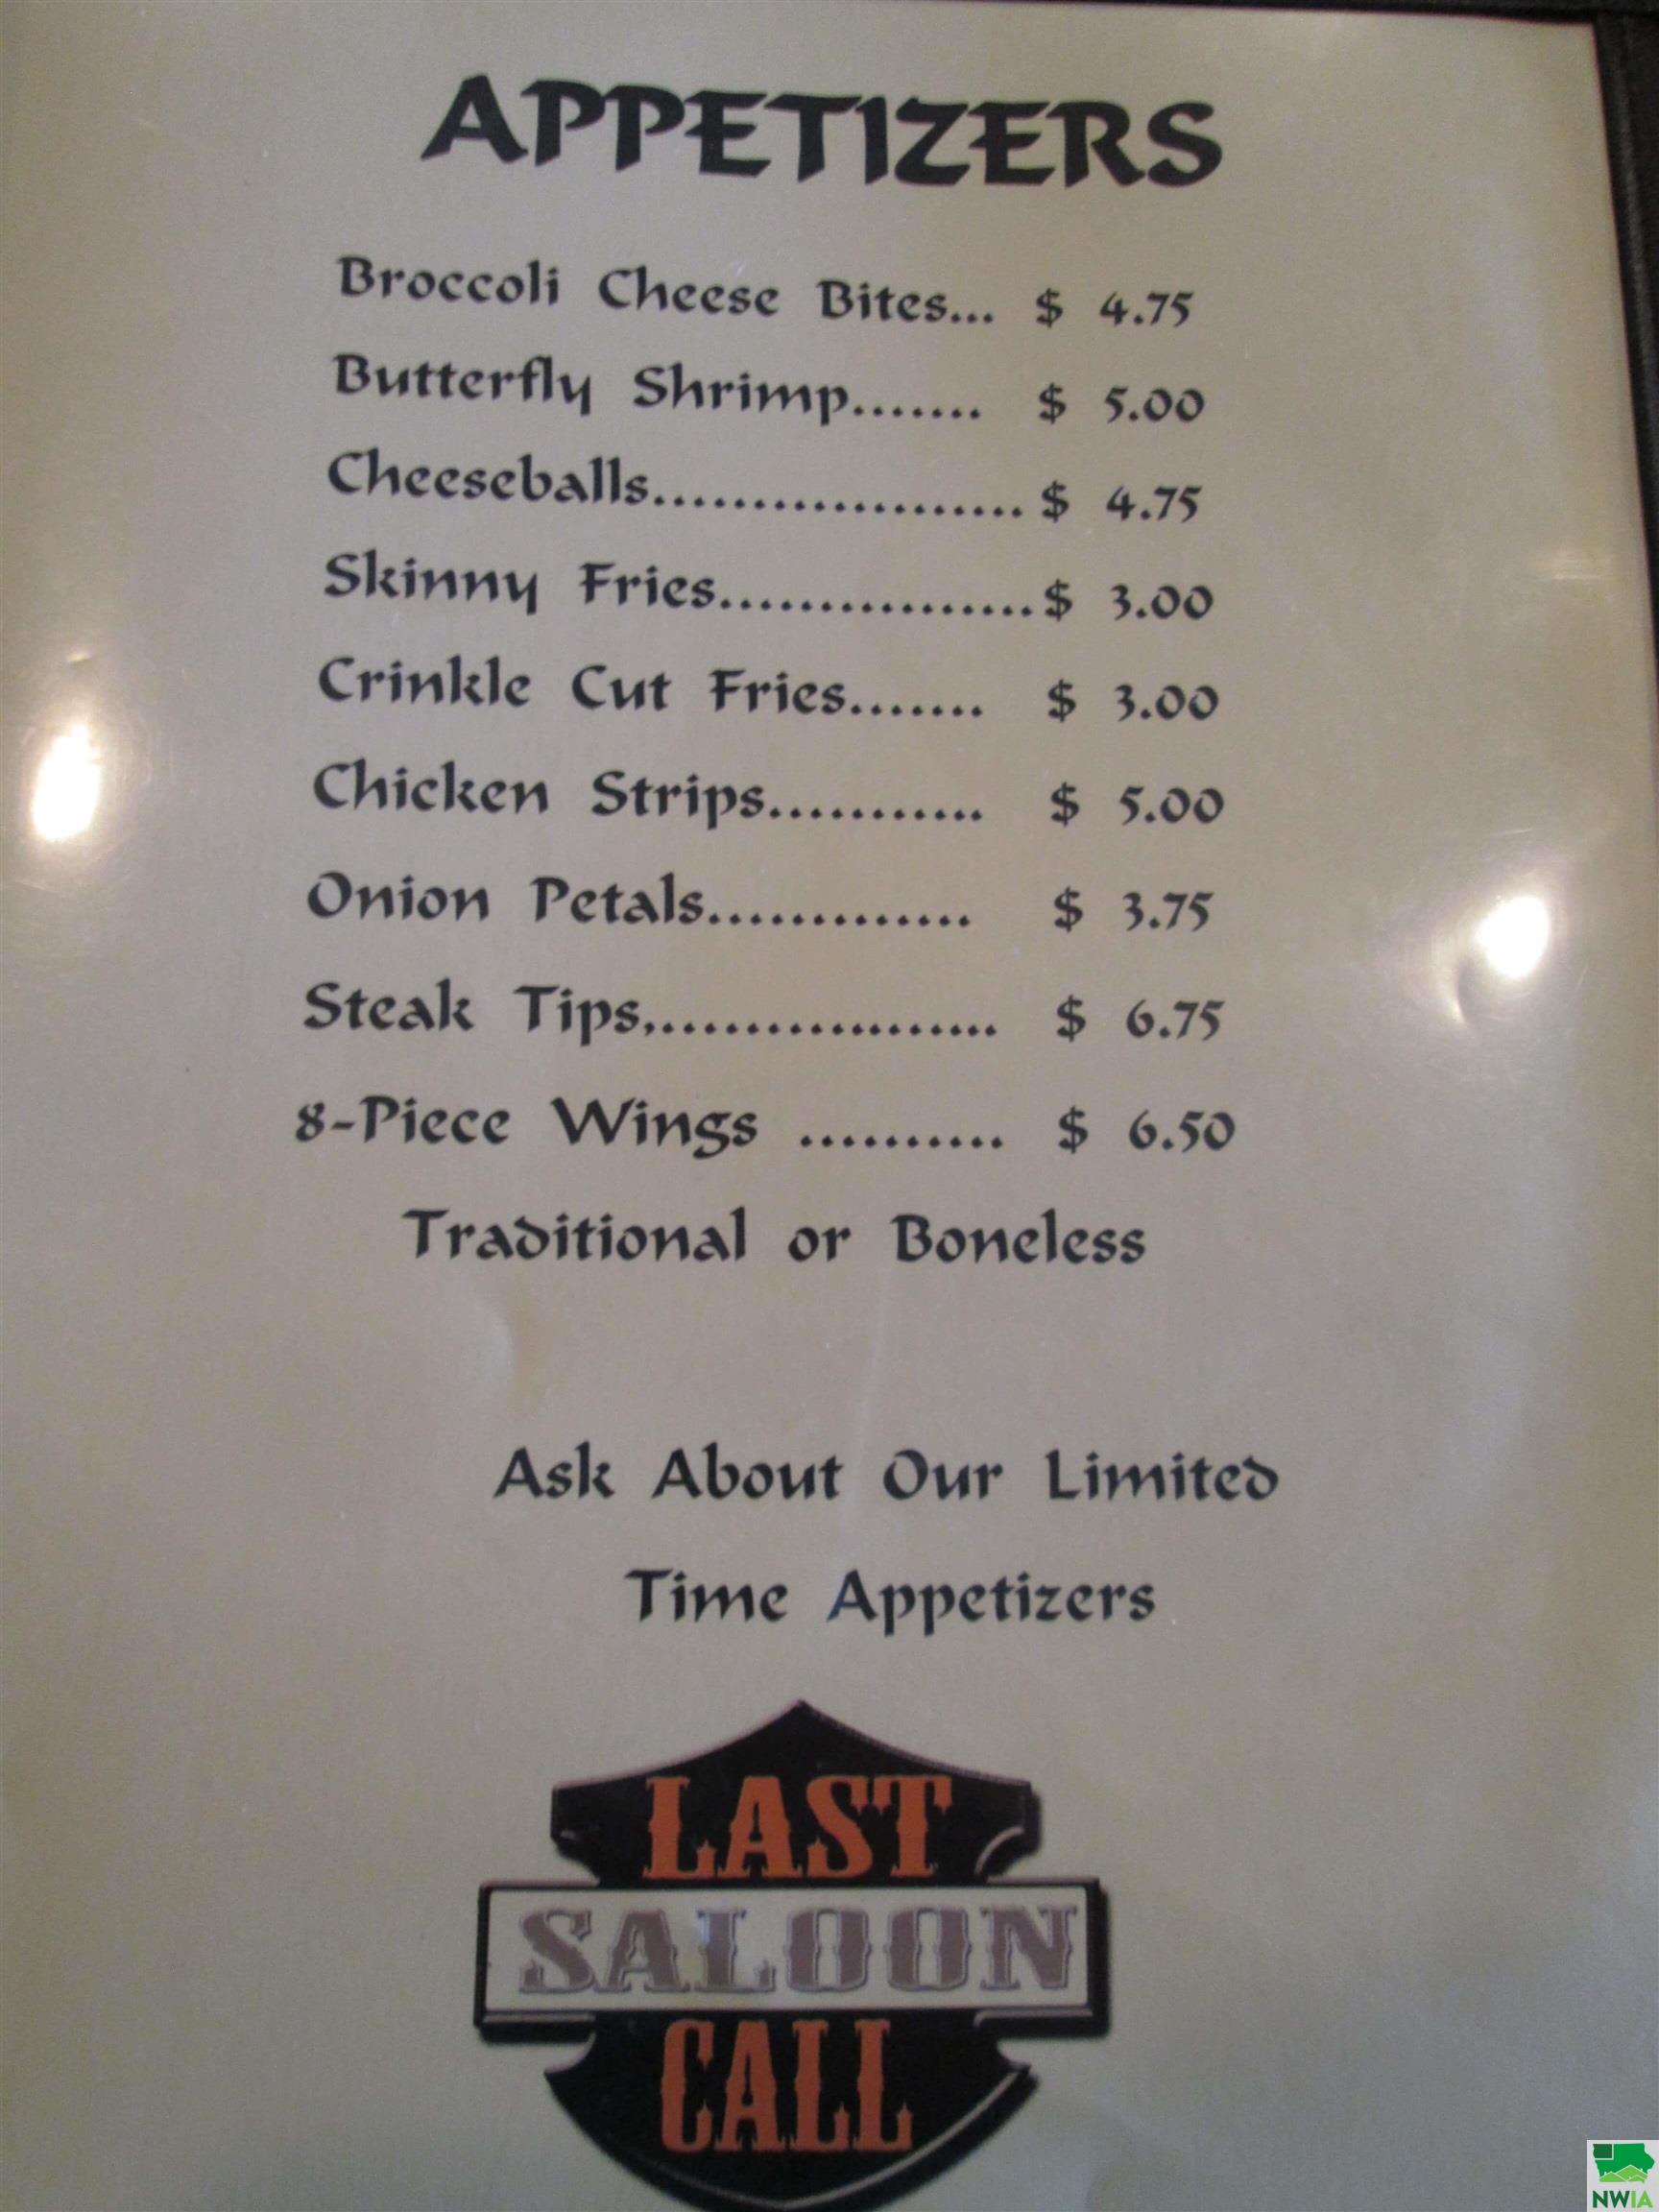 APPETIZERS
Broccoli Cheese Bites... $ 4.75
Butterfly Shrimp....... $ 5.00
Cheeseballs................... $ 4.75
Skinny Fries................ $ 3.00
Crinkle Cut Fries....... $ 3.00
Chicken Strips........... $ 5.00
Onion Petals............. $ 3.75
Steak Tips,.................. $ 6.75
8-Piece Wings .......... $ 6.50
Traditional or Boneless
Ask About Our Limited
Time Appetizers
LAST
SALOON
CALL
NWIA